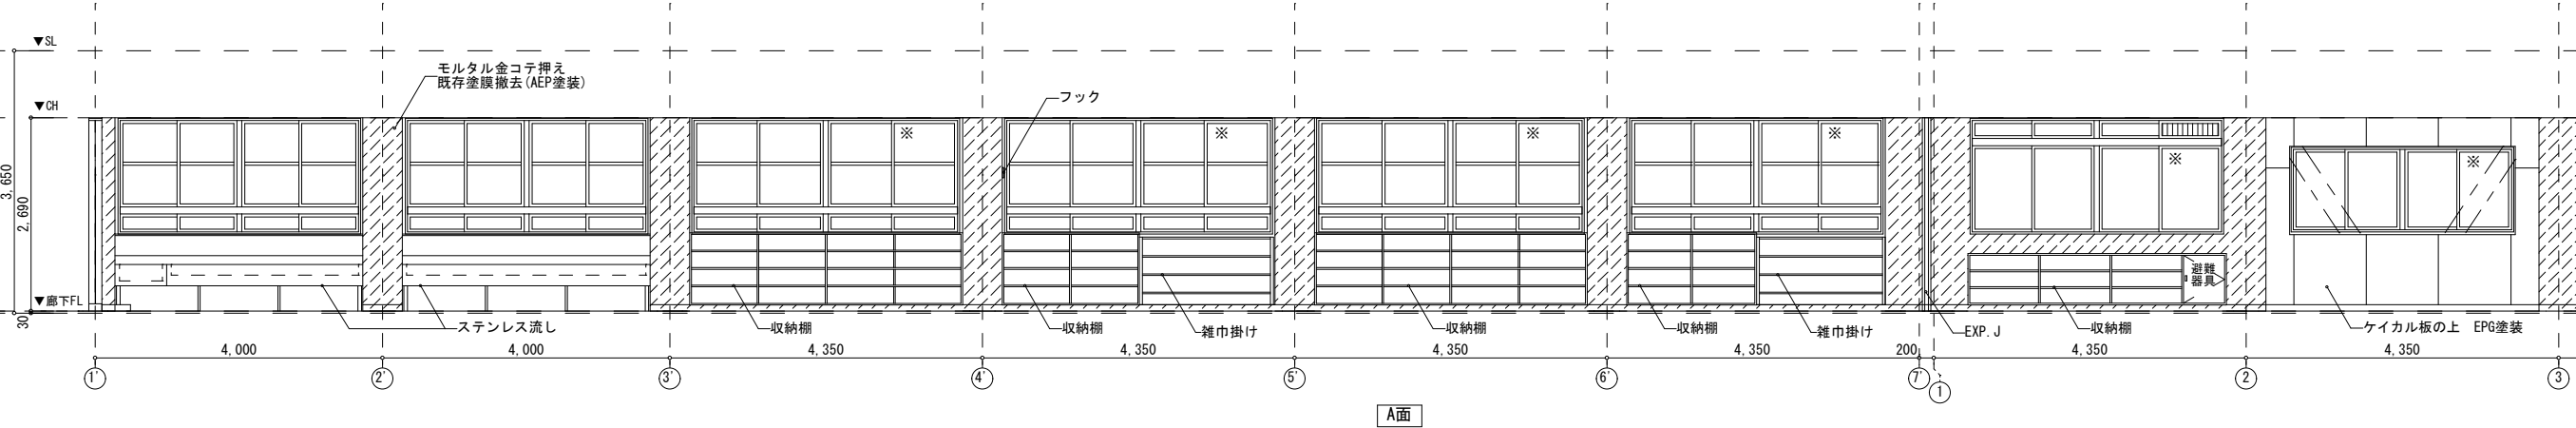 ▼SL
モルタル金コテ押え
既存塗膜撤去(AEP塗装)
▼CH
フック
※ ※ ※ ※ ※ ※
3,650
2,690
避難
器具
▼廊下FL
30
ステンレス流し
収納棚
収納棚
雑巾掛け
収納棚
収納棚
雑巾掛け
EXP.J
収納棚
ケイカル板の上 EPG塗装
4,000 4,000 4,350 4,350 4,350 4,350 200 4,350 4,350
1' 2' 3' 4' 5' 6' 7' 1 2 3
A面